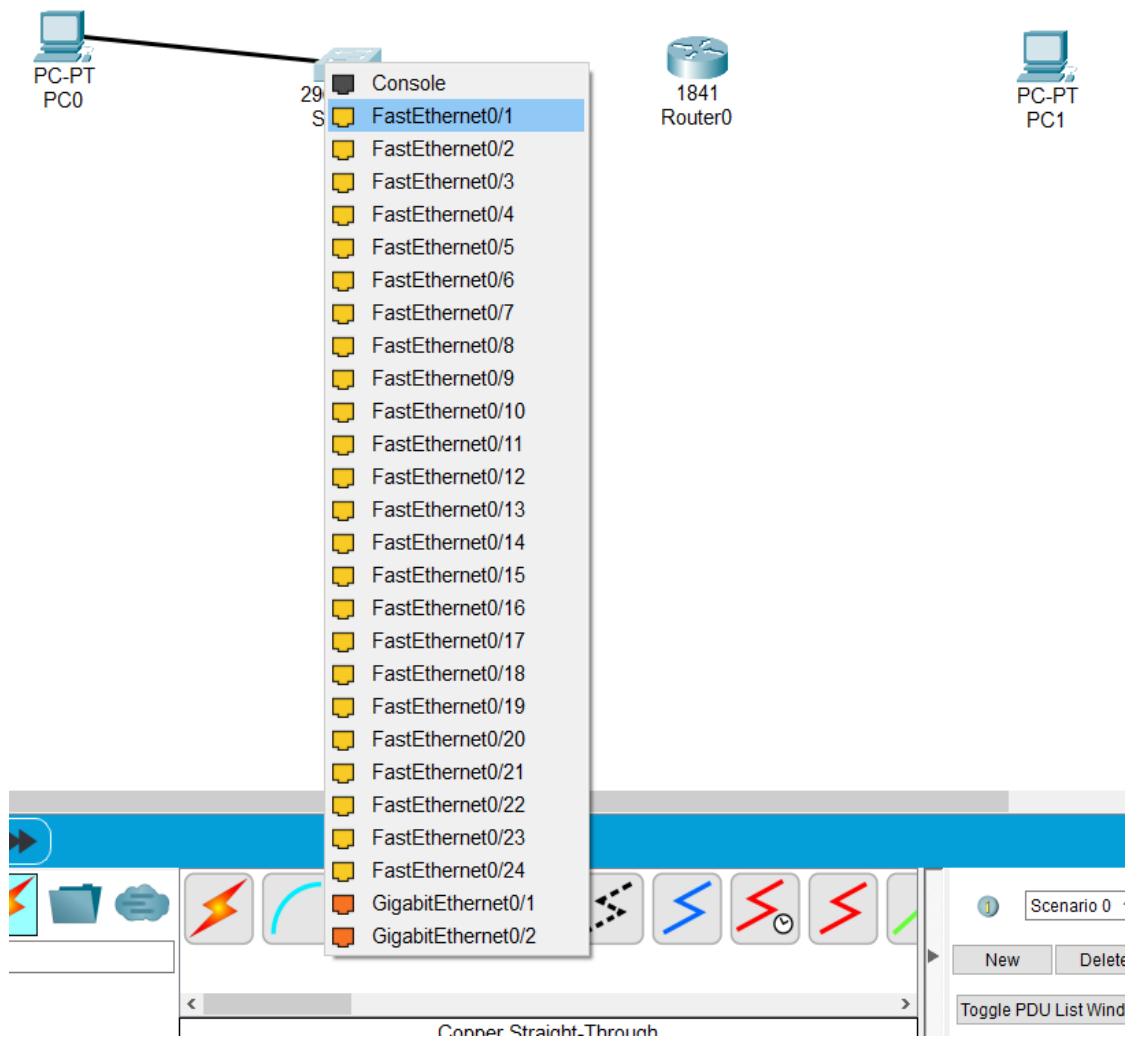 PC-PT
PC0
29
S
1841
Router0
PC-PT
PC1
Console
FastEthernet0/1
FastEthernet0/2
FastEthernet0/3
FastEthernet0/4
FastEthernet0/5
FastEthernet0/6
FastEthernet0/7
FastEthernet0/8
FastEthernet0/9
FastEthernet0/10
FastEthernet0/11
FastEthernet0/12
FastEthernet0/13
FastEthernet0/14
FastEthernet0/15
FastEthernet0/16
FastEthernet0/17
FastEthernet0/18
FastEthernet0/19
FastEthernet0/20
FastEthernet0/21
FastEthernet0/22
FastEthernet0/23
FastEthernet0/24
GigabitEthernet0/1
GigabitEthernet0/2
Scenario 0
New Delete
Toggle PDU List Wind
Copper Straight-Through